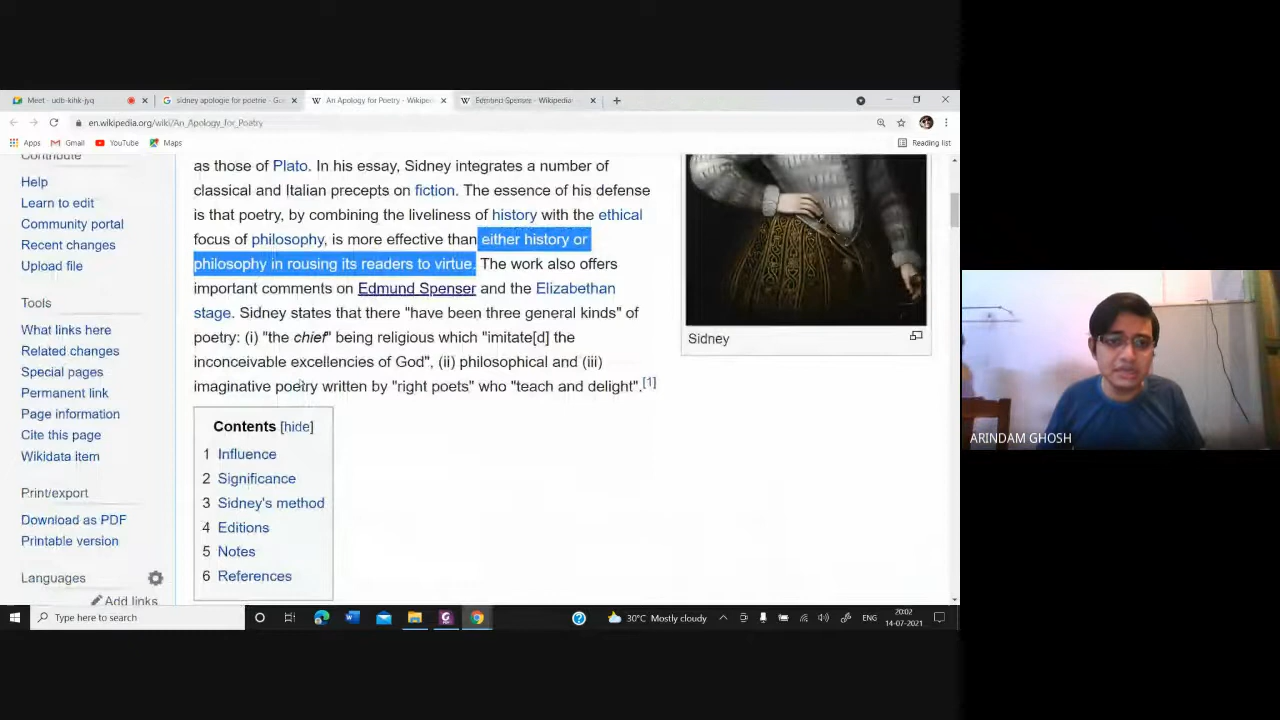 Meet - udb-kihk-jyq
sidney apologie for poetrie - Go
An Apology for Poetry - Wikipe
Edmund Spenser - Wikipedia
en.wikipedia.org/wiki/An_Apology_for_Poetry
Apps Gmail YouTube Maps Reading list
Contribute
Help
Learn to edit
Community portal
Recent changes
Upload file
Tools
What links here
Related changes
Special pages
Permanent link
Page information
Cite this page
Wikidata item
Print/export
Download as PDF
Printable version
Languages
Add links
as those of Plato. In his essay, Sidney integrates a number of
classical and Italian precepts on fiction. The essence of his defense
is that poetry, by combining the liveliness of history with the ethical
focus of philosophy, is more effective than either history or
philosophy in rousing its readers to virtue. The work also offers
important comments on Edmund Spenser and the Elizabethan
stage. Sidney states that there "have been three general kinds" of
poetry: (i) "the chief" being religious which "imitate[d] the
inconceivable excellencies of God", (ii) philosophical and (iii)
imaginative poetry written by "right poets" who "teach and delight".[1]
Contents [hide]
1 Influence
2 Significance
3 Sidney's method
4 Editions
5 Notes
6 References
Sidney
ARINDAM GHOSH
Type here to search
30°C Mostly cloudy
ENG
20:02
14-07-2021